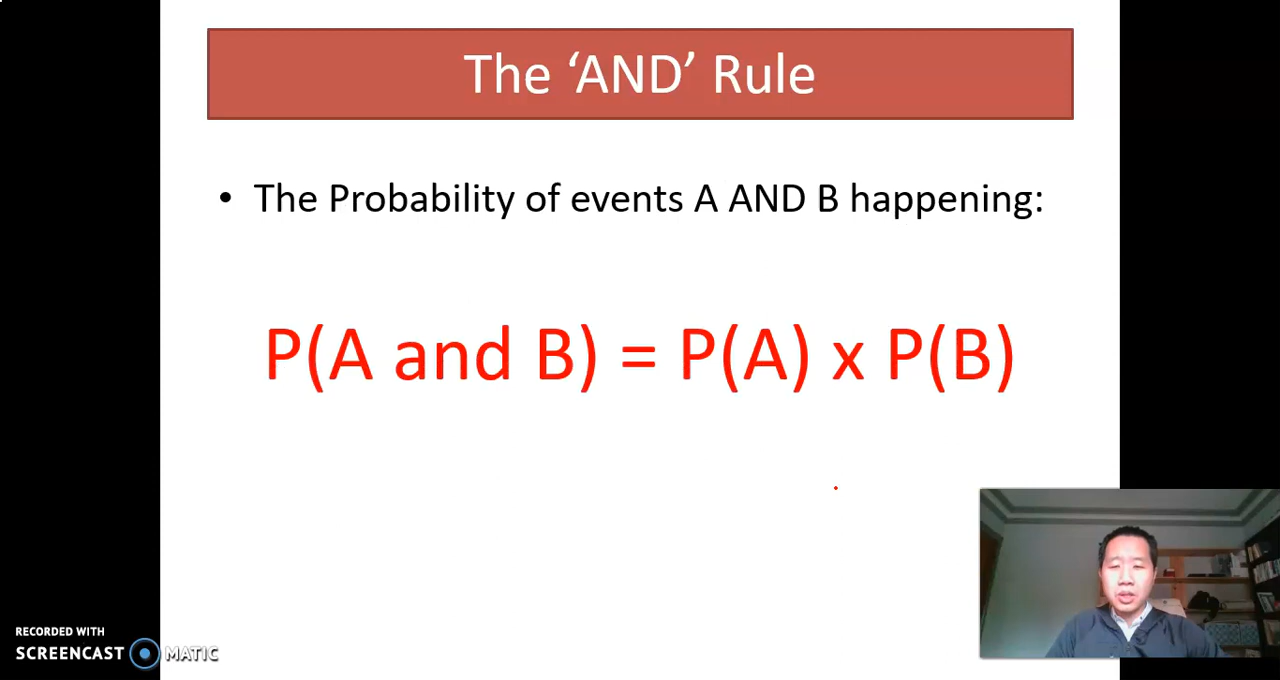 The ‘AND’ Rule
• The Probability of events A AND B happening:
P(A and B) = P(A) x P(B)
RECORDED WITH
SCREENCAST MATIC